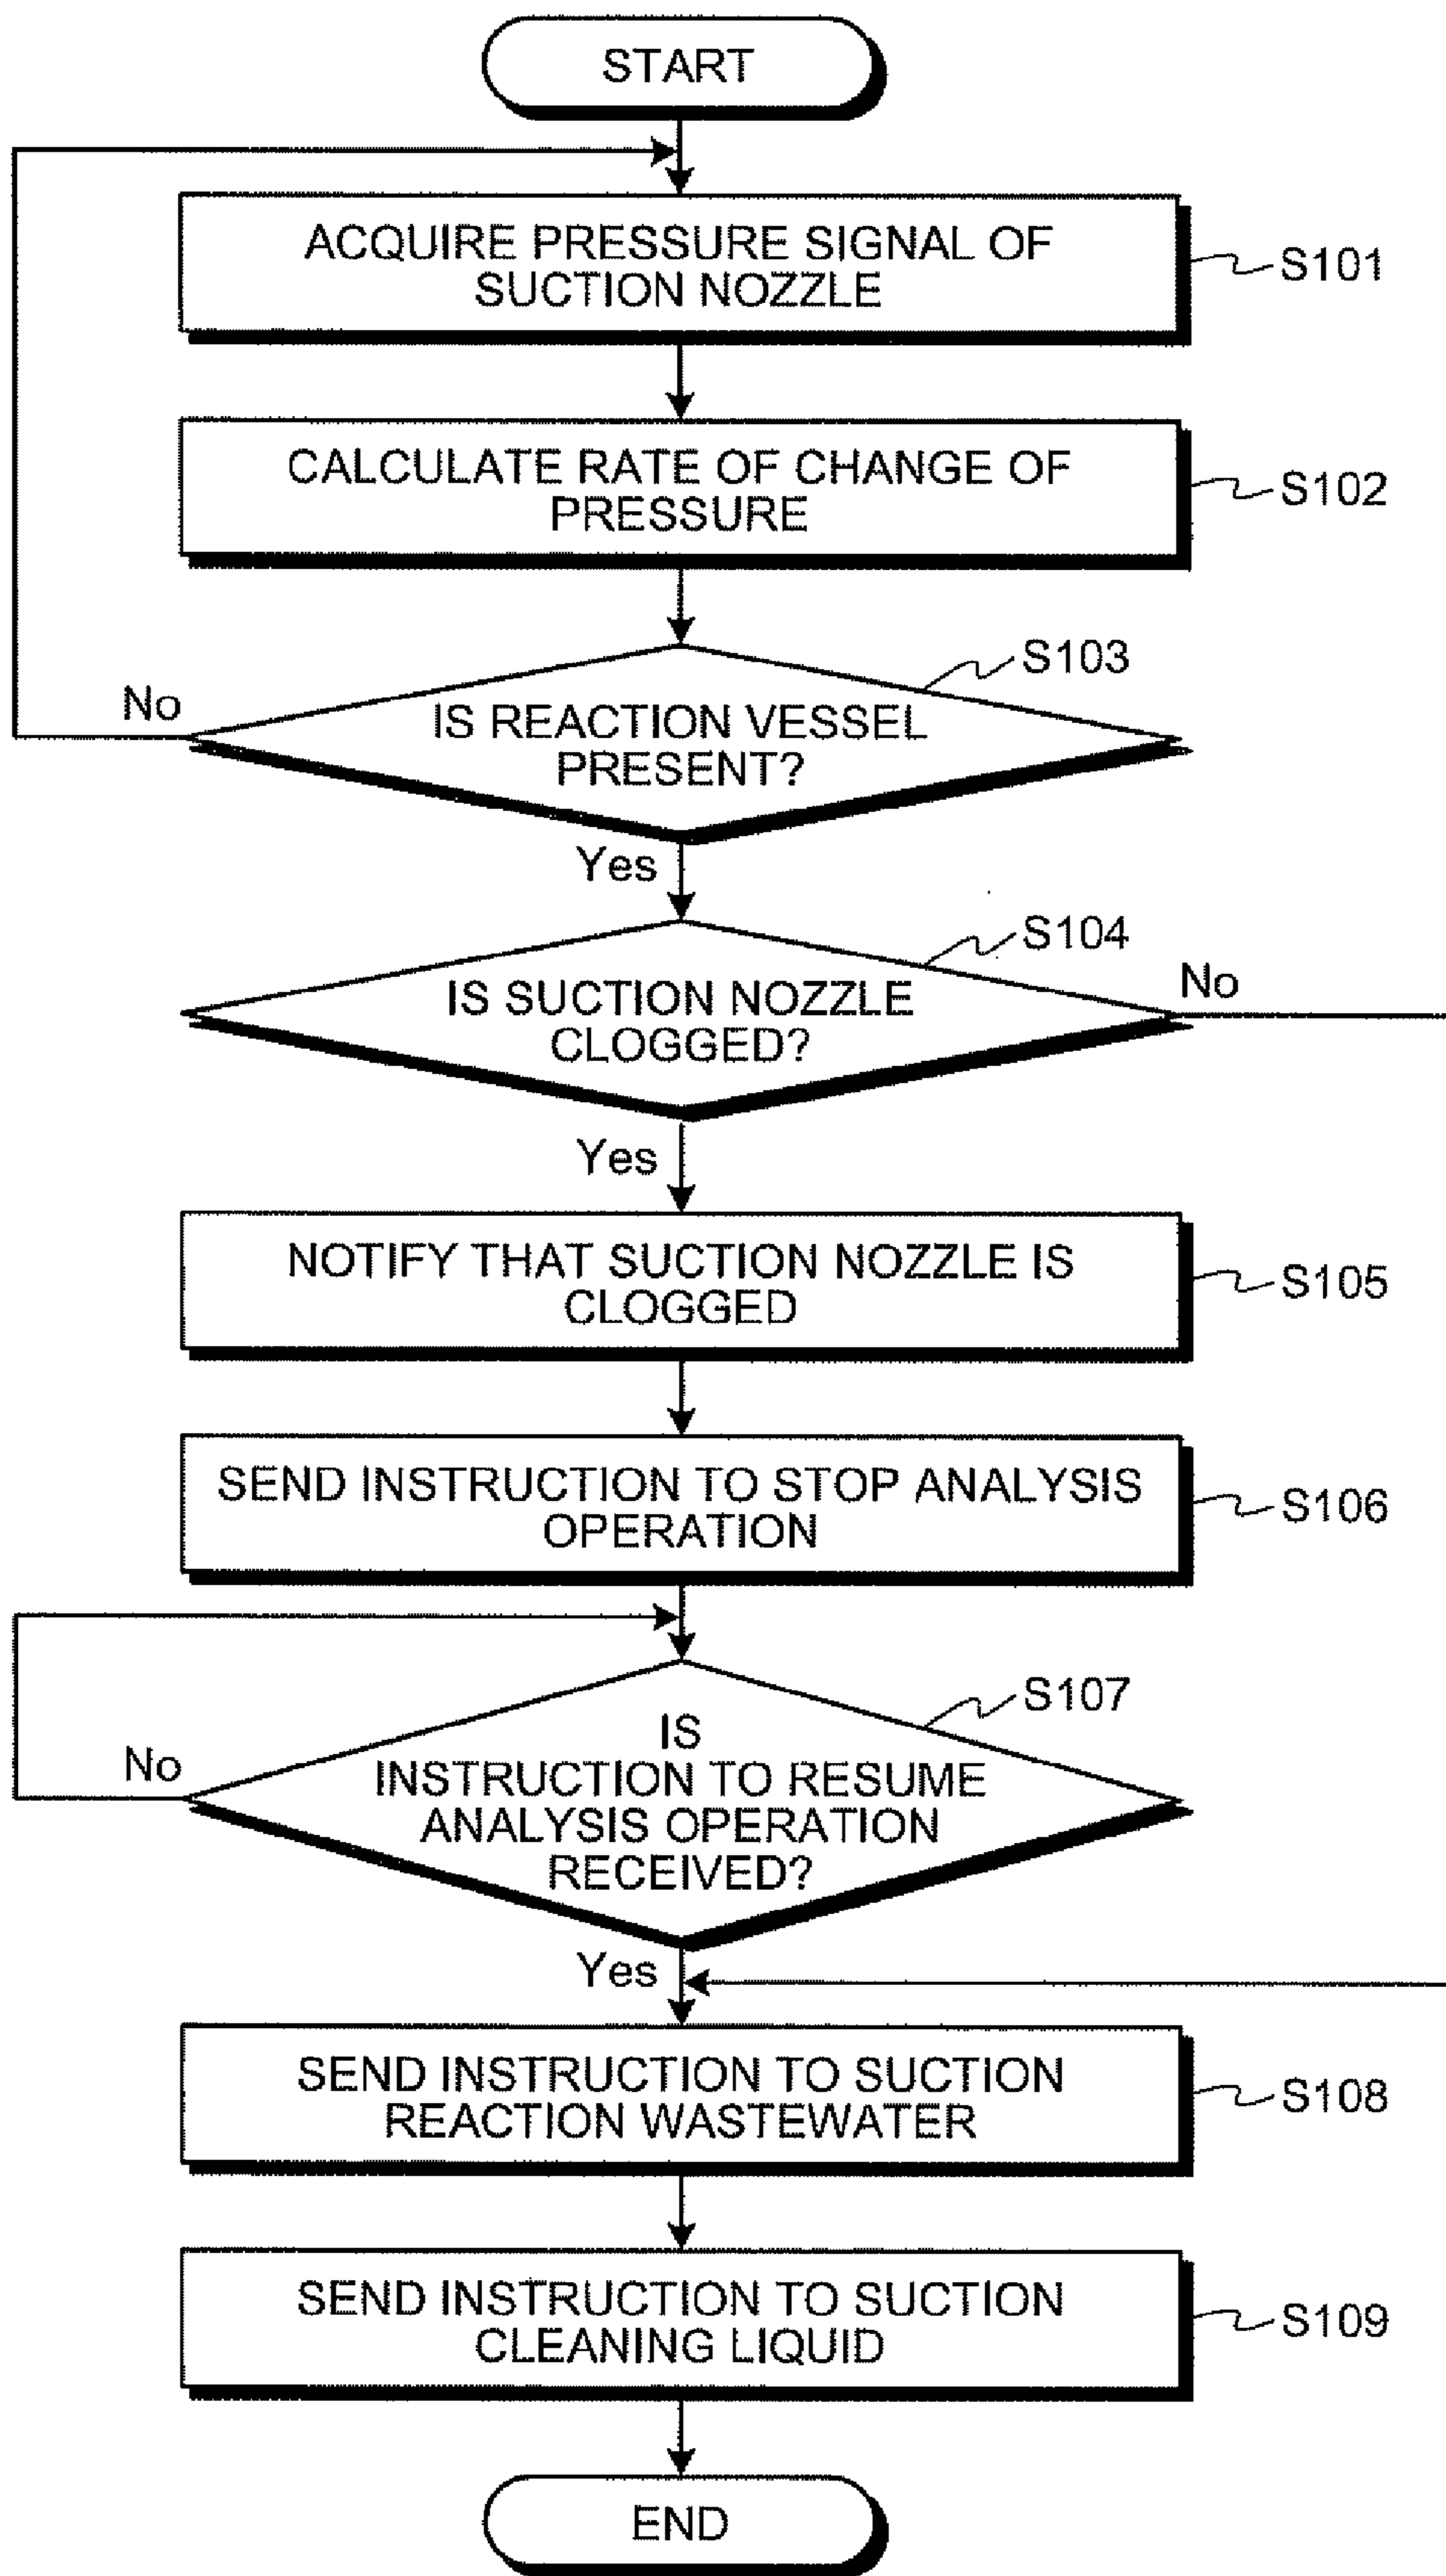 START
ACQUIRE PRESSURE SIGNAL OF
SUCTION NOZZLE
S101
CALCULATE RATE OF CHANGE OF
PRESSURE
S102
S103
No
IS REACTION VESSEL
PRESENT?
Yes
S104
No
IS SUCTION NOZZLE
CLOGGED?
Yes
NOTIFY THAT SUCTION NOZZLE IS
CLOGGED
S105
SEND INSTRUCTION TO STOP ANALYSIS
OPERATION
S106
S107
No
IS
INSTRUCTION TO RESUME
ANALYSIS OPERATION
RECEIVED?
Yes
SEND INSTRUCTION TO SUCTION
REACTION WASTEWATER
S108
SEND INSTRUCTION TO SUCTION
CLEANING LIQUID
S109
END